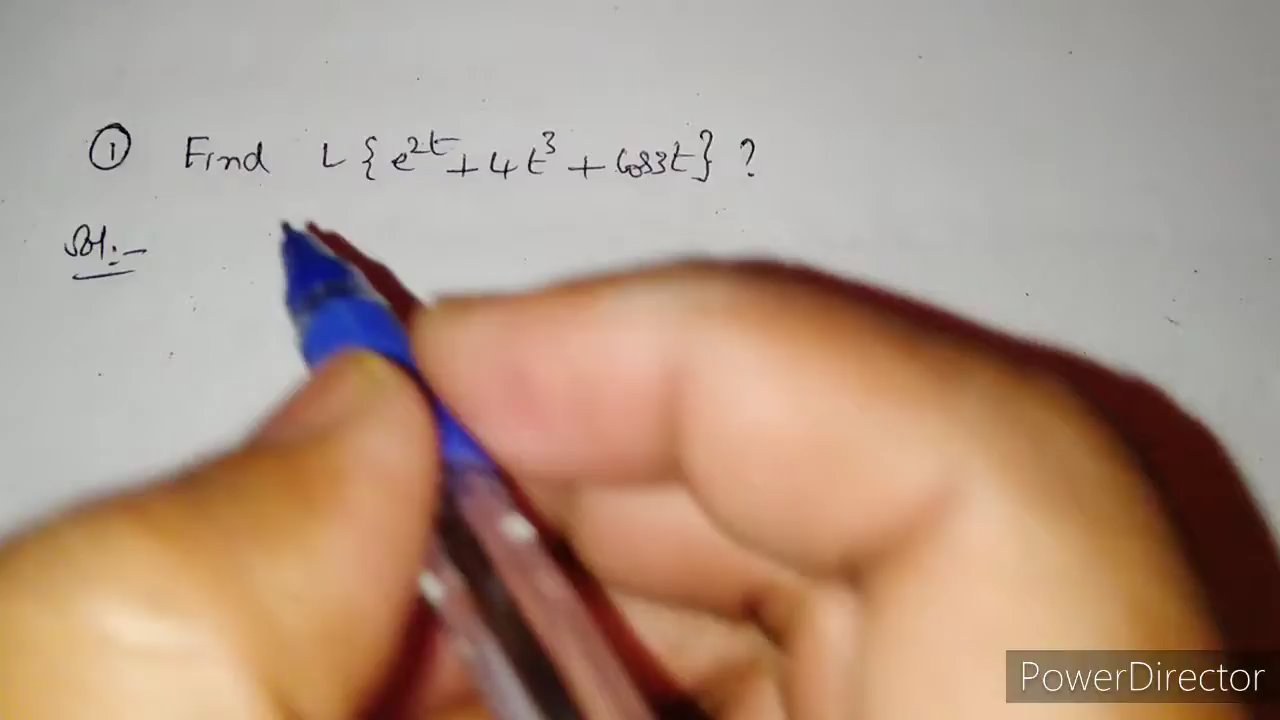 ① Find L{e^{2t} + 4t^3 + Cos3t} ?
Sol:-
PowerDirector